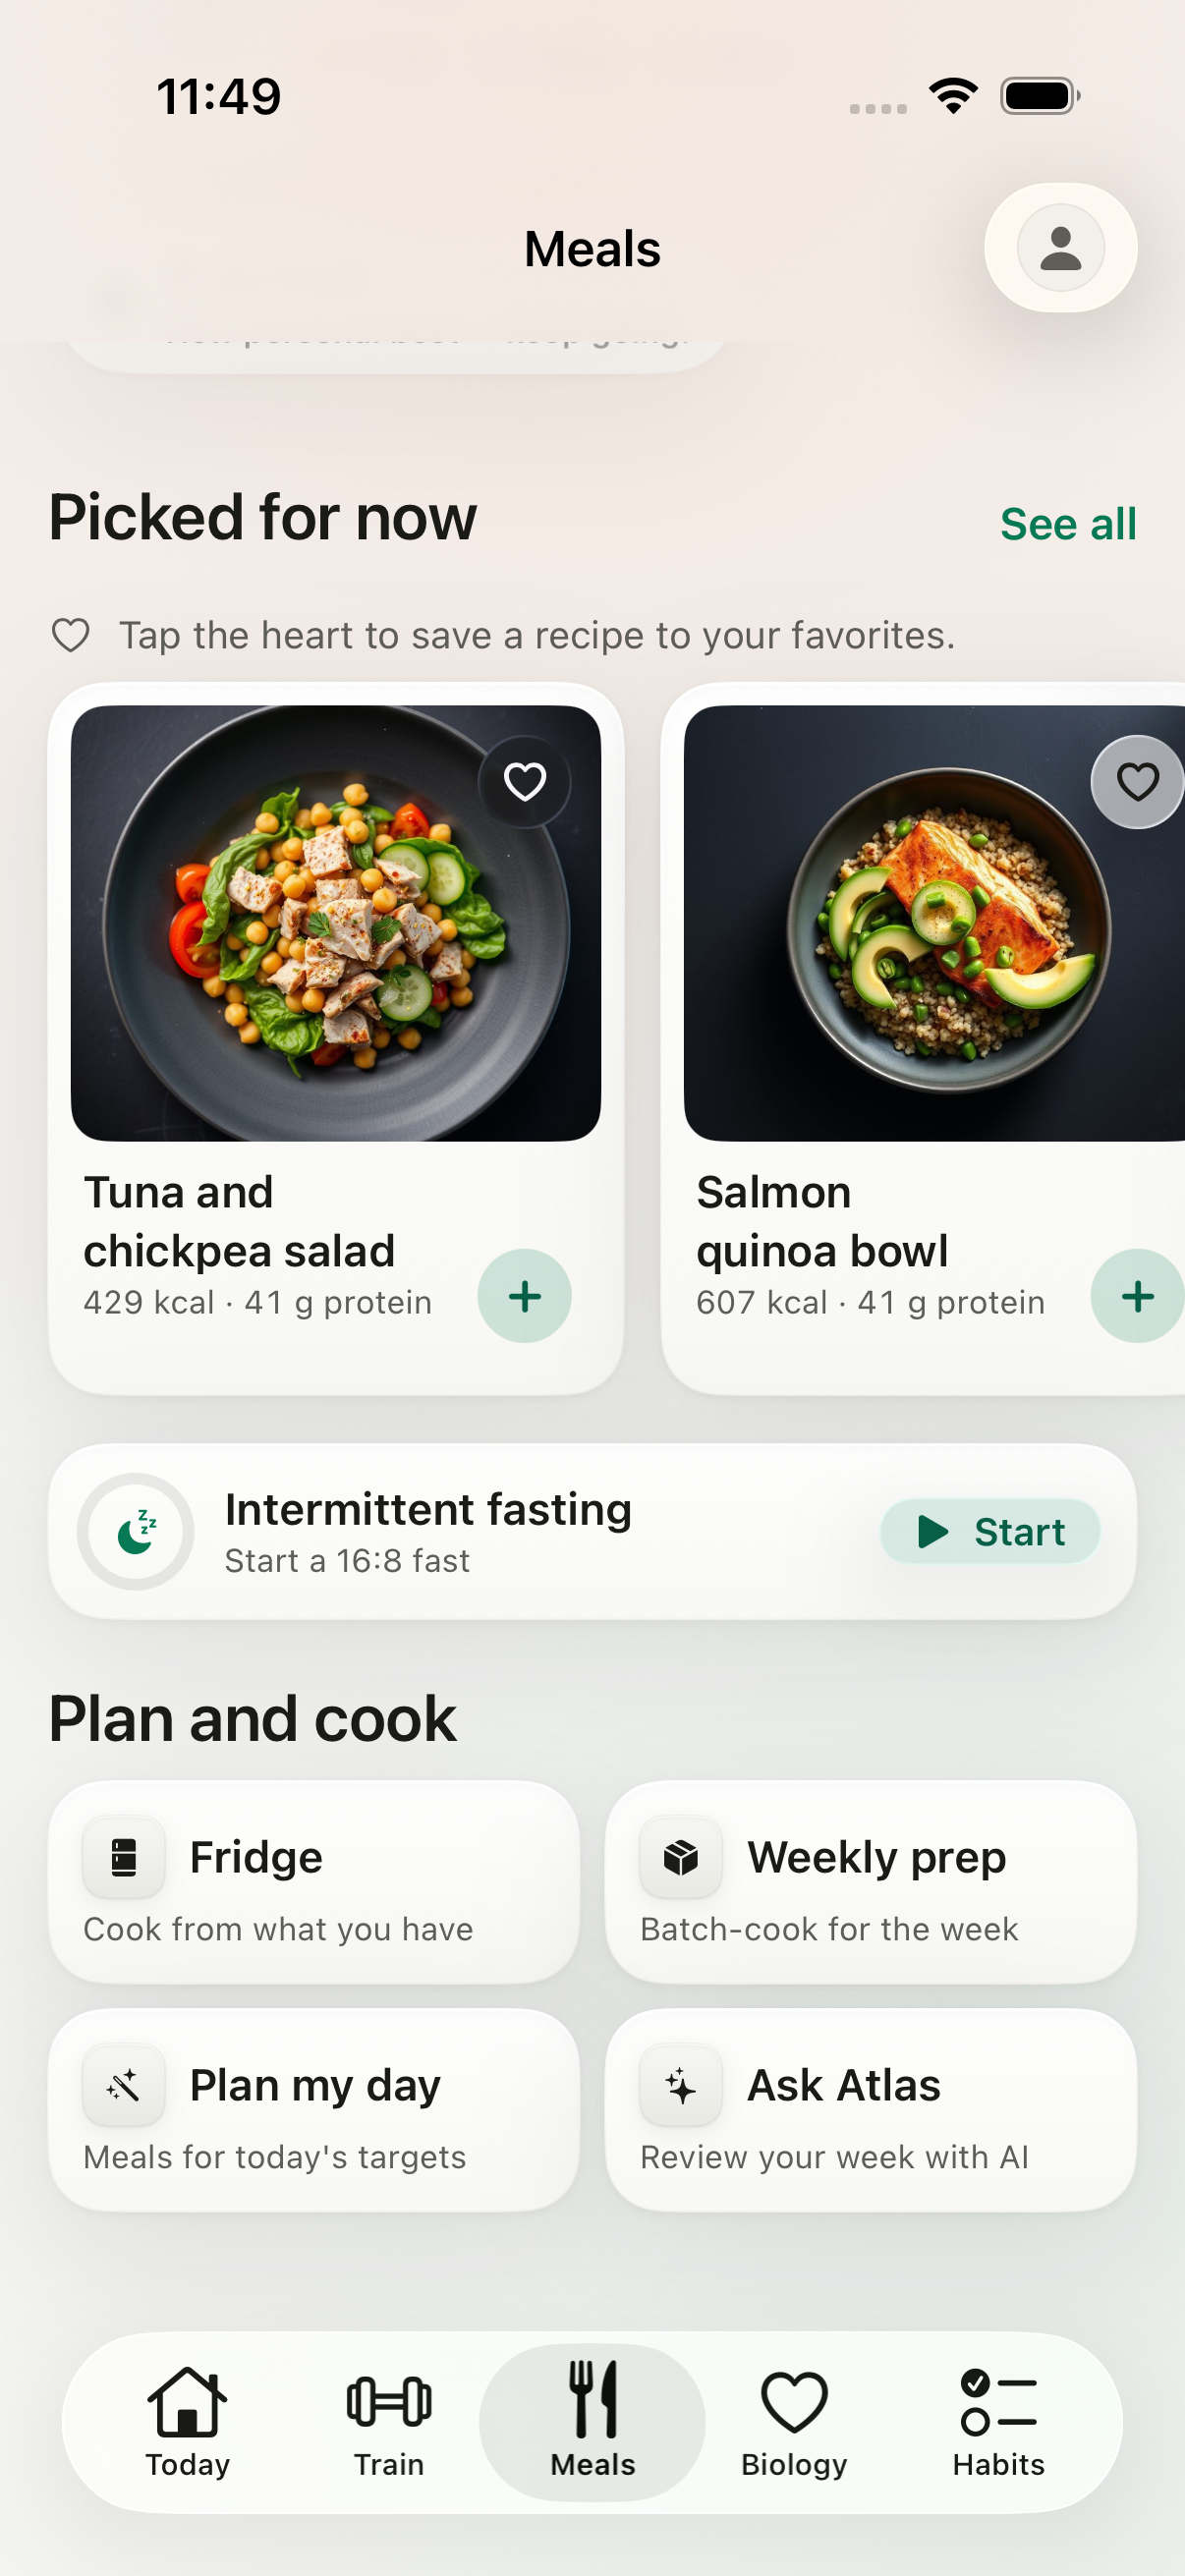 11:49
Meals
Picked for now
See all
Tap the heart to save a recipe to your favorites.
Tuna and
chickpea salad
429 kcal · 41 g protein
Salmon
quinoa bowl
607 kcal · 41 g protein
Intermittent fasting
Start a 16:8 fast
Start
Plan and cook
Fridge
Cook from what you have
Weekly prep
Batch-cook for the week
Plan my day
Meals for today's targets
Ask Atlas
Review your week with AI
Today
Train
Meals
Biology
Habits